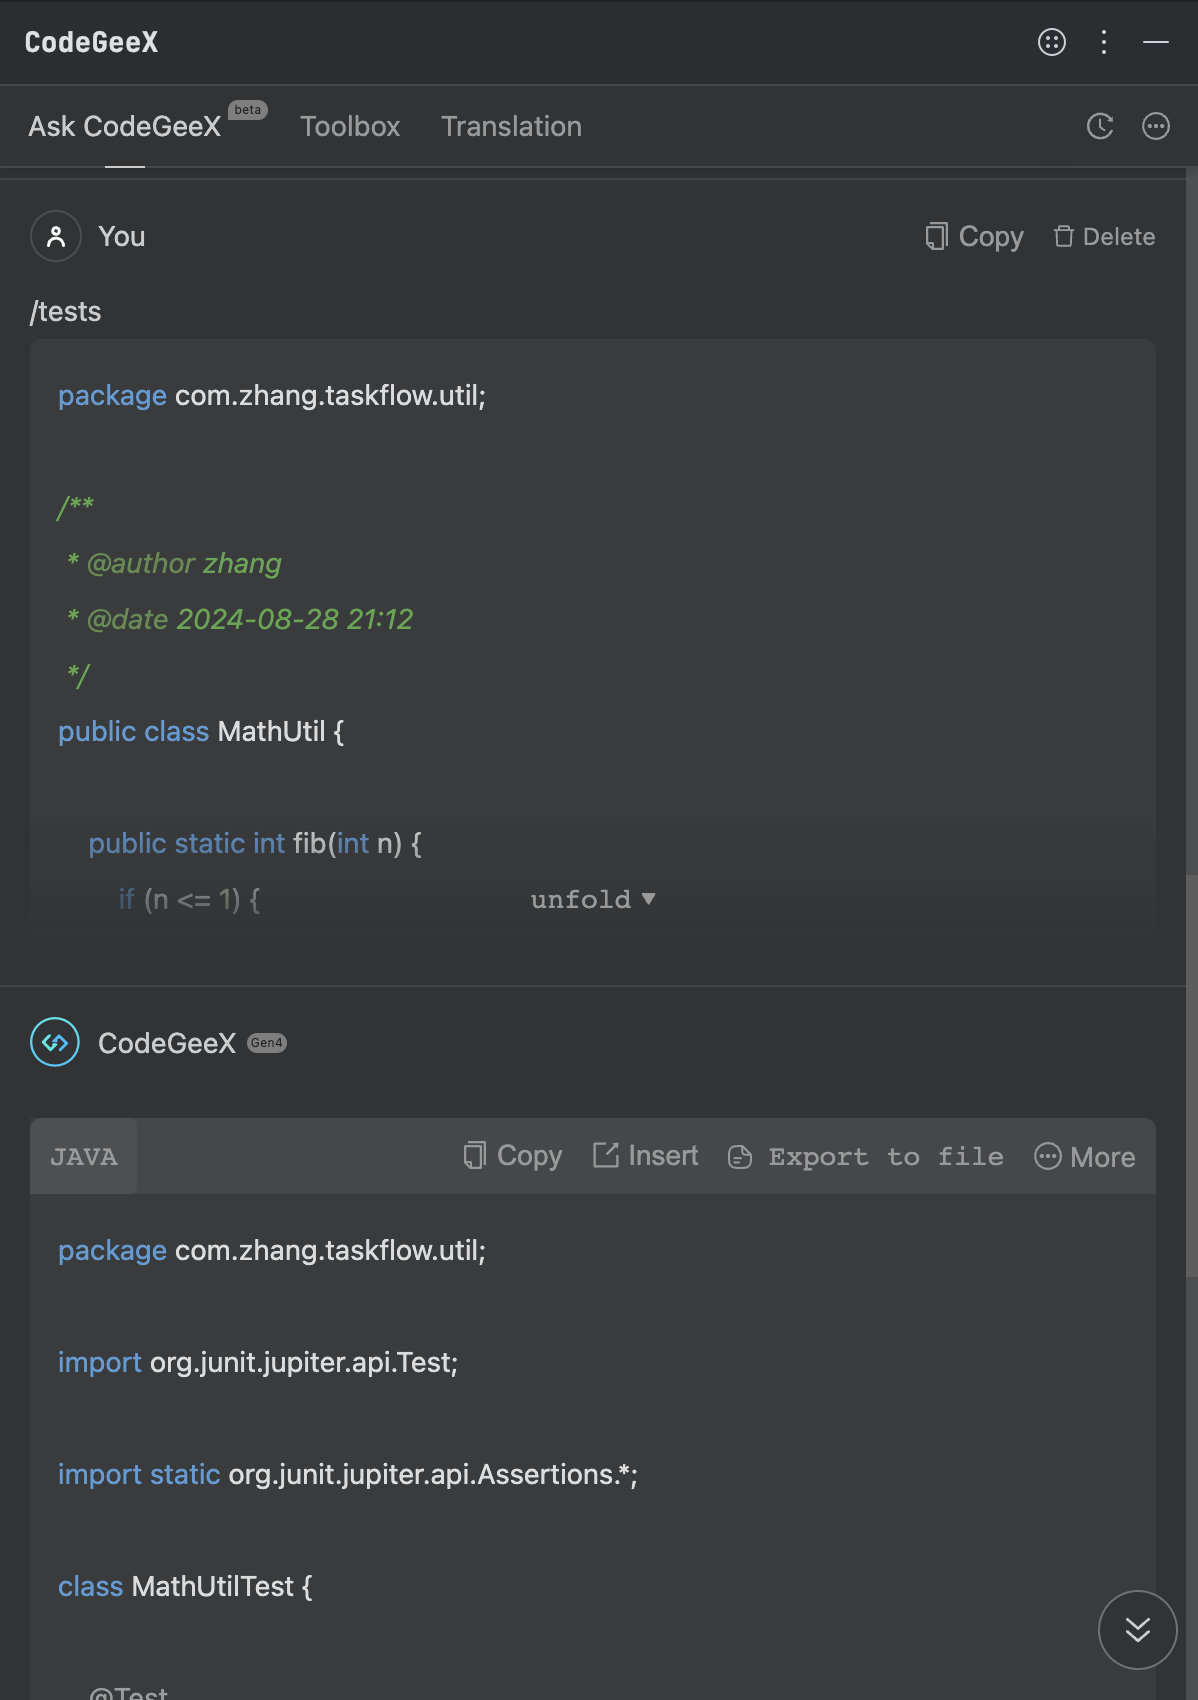 CodeGeeX
Ask CodeGeeX beta Toolbox Translation
You Copy Delete
/tests
package com.zhang.taskflow.util;
/**
* @author zhang
* @date 2024-08-28 21:12
*/
public class MathUtil {
public static int fib(int n) {
if (n <= 1) { unfold ▼
CodeGeeX Gen4
JAVA Copy Insert Export to file More
package com.zhang.taskflow.util;
import org.junit.jupiter.api.Test;
import static org.junit.jupiter.api.Assertions.*;
class MathUtilTest {
@Test